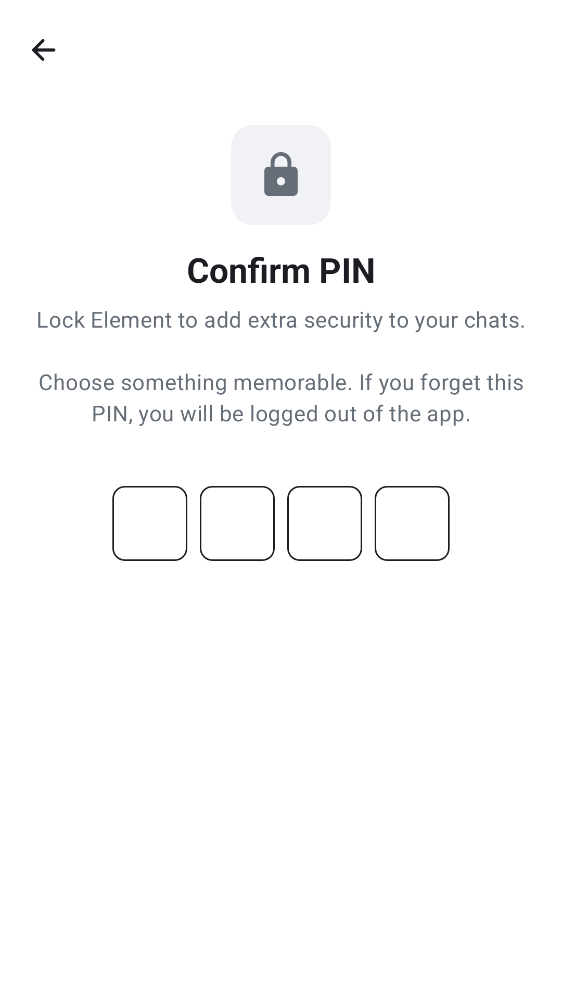 Confirm PIN
Lock Element to add extra security to your chats.
Choose something memorable. If you forget this
PIN, you will be logged out of the app.